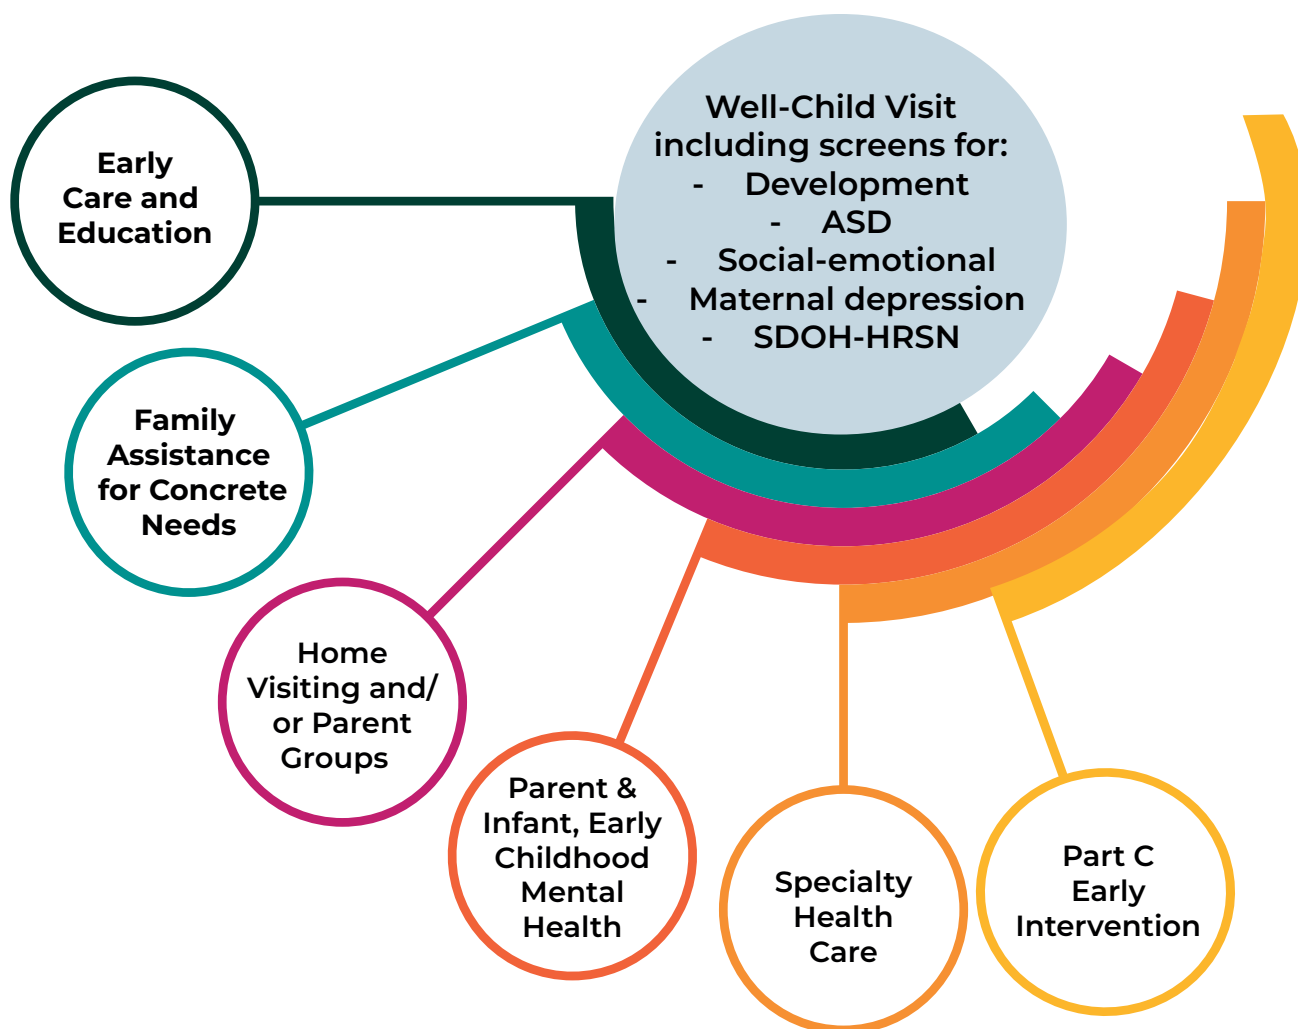 Well-Child Visit
including screens for:
- Development
- ASD
- Social-emotional
- Maternal depression
- SDOH-HRSN
Early
Care and
Education
Family
Assistance
for Concrete
Needs
Home
Visiting and/
or Parent
Groups
Parent &
Infant, Early
Childhood
Mental
Health
Specialty
Health
Care
Part C
Early
Intervention